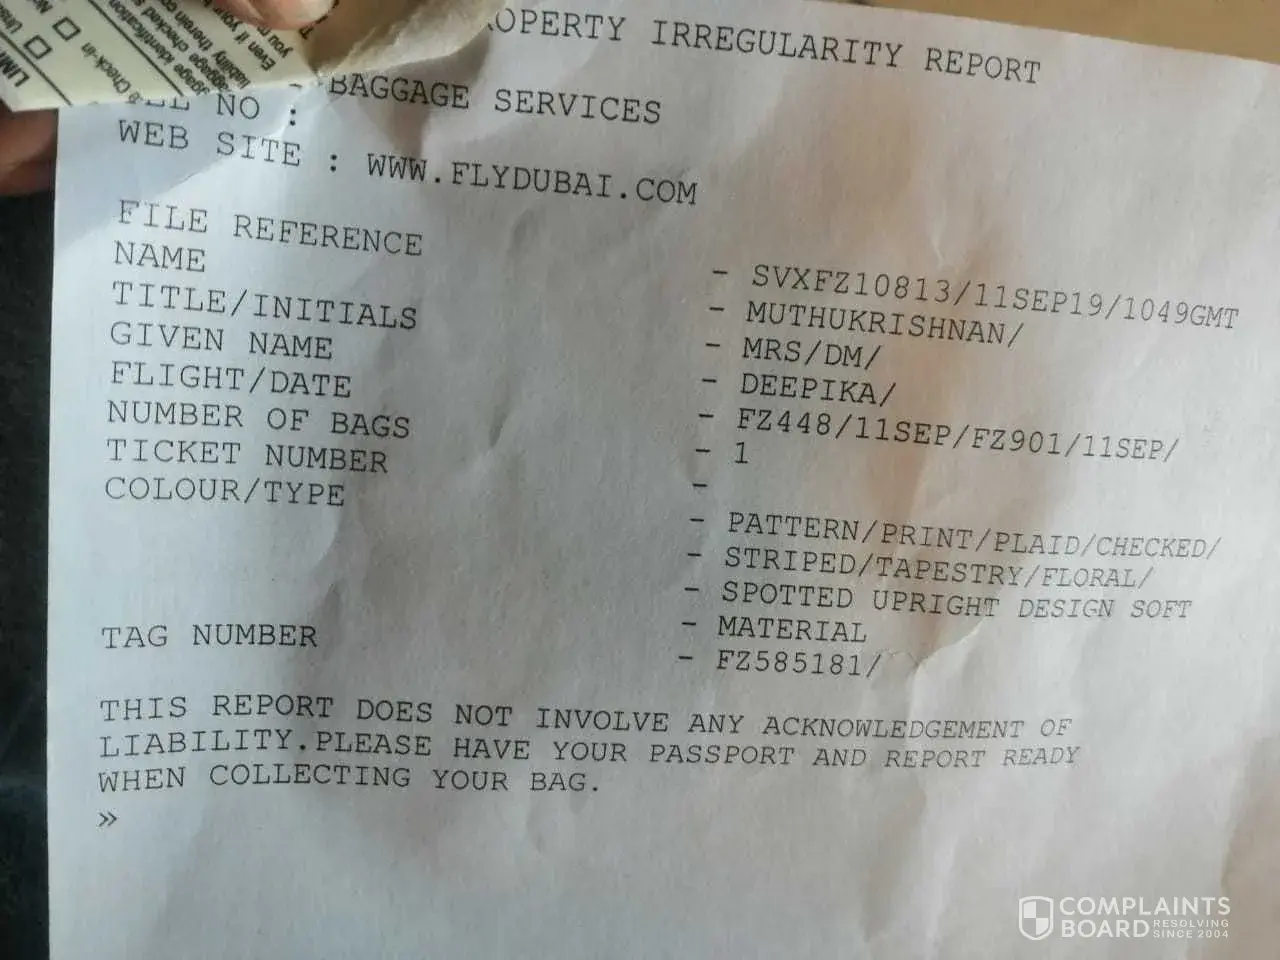 LIMI
Check-in
OPERTY IRREGULARITY REPORT
BAGGAGE SERVICES
NO :
WEB SITE : WWW.FLYDUBAI.COM
FILE REFERENCE - SVXFZ10813/11SEP19/1049GMT
NAME - MUTHUKRISHNAN/
TITLE/INITIALS - MRS/DM/
GIVEN NAME - DEEPIKA/
FLIGHT/DATE - FZ448/11SEP/FZ901/11SEP/
NUMBER OF BAGS - 1
TICKET NUMBER -
COLOUR/TYPE - PATTERN/PRINT/PLAID/CHECKED/
- STRIPED/TAPESTRY/FLORAL/
- SPOTTED UPRIGHT DESIGN SOFT
- MATERIAL
TAG NUMBER - FZ585181/
THIS REPORT DOES NOT INVOLVE ANY ACKNOWLEDGEMENT OF
LIABILITY.PLEASE HAVE YOUR PASSPORT AND REPORT READY
WHEN COLLECTING YOUR BAG.
»
COMPLAINTS
BOARD RESOLVING SINCE 2004